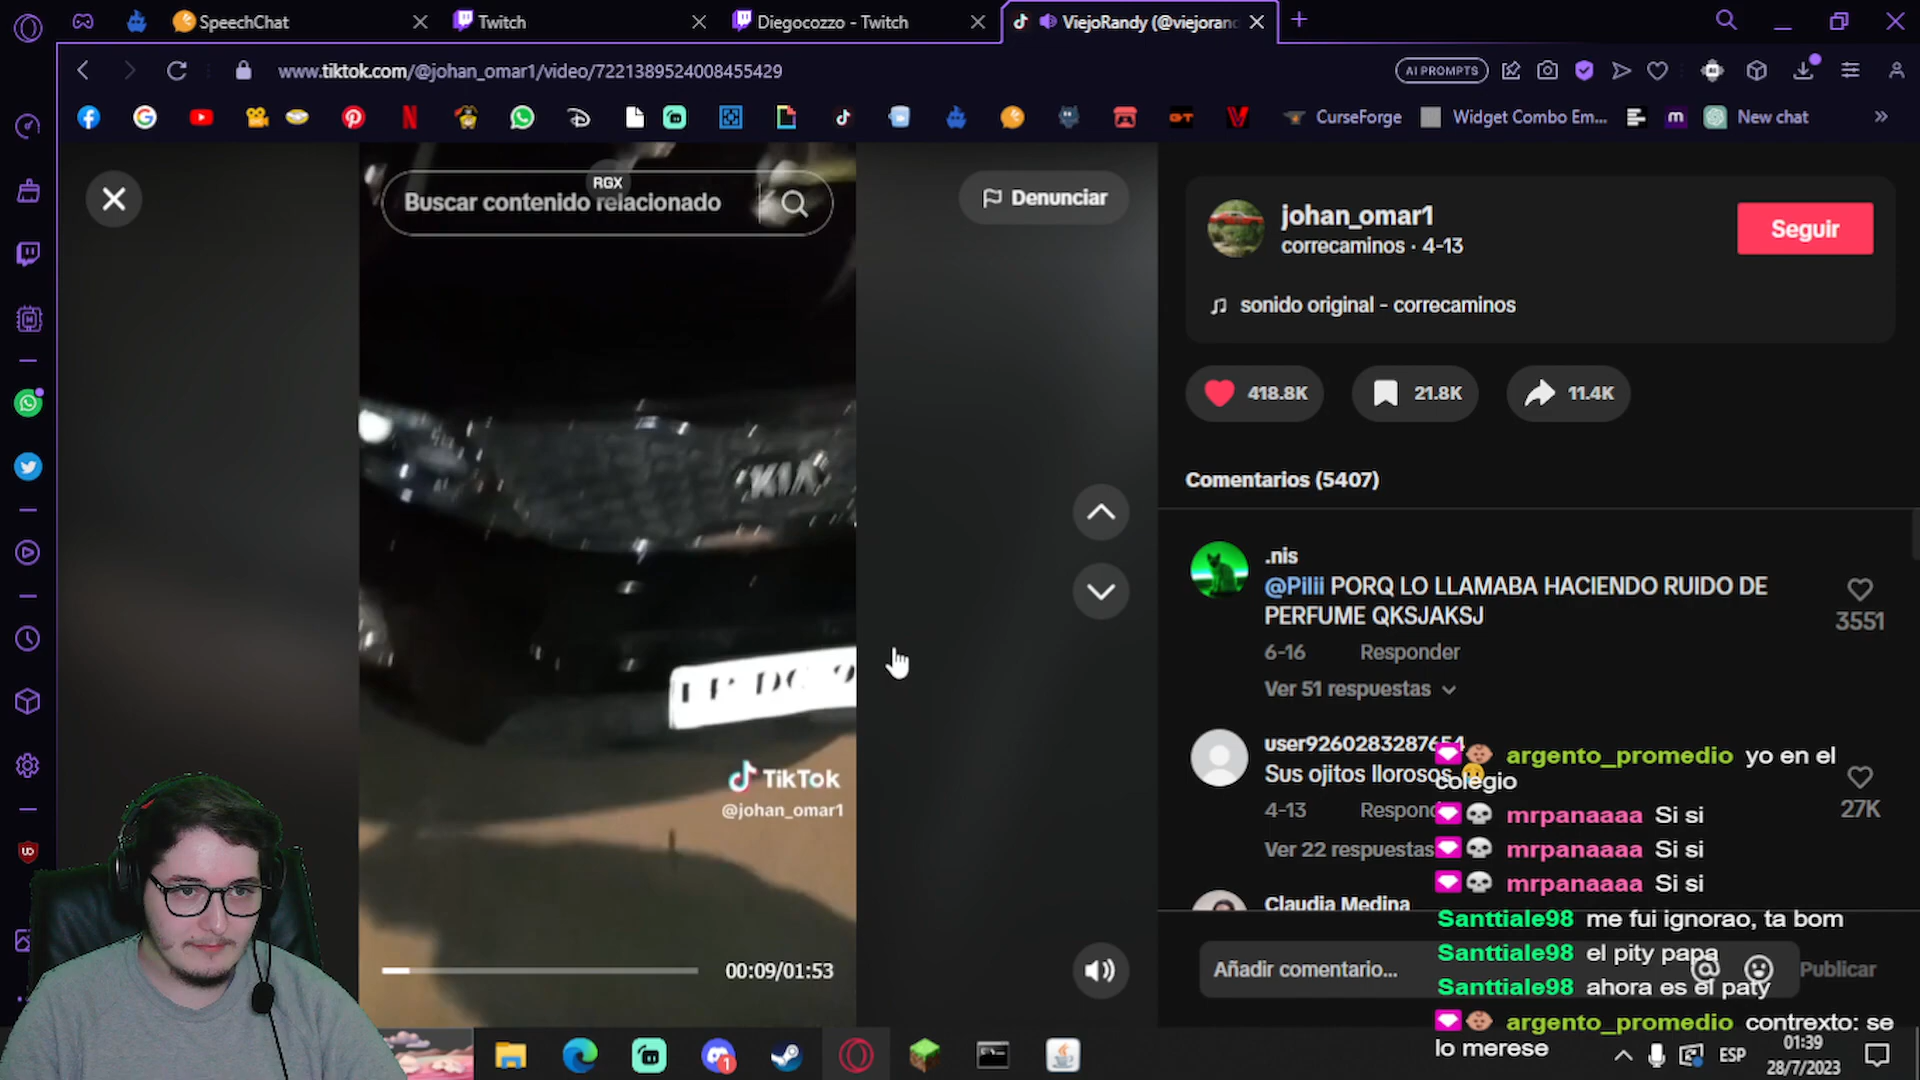 SpeechChat
Twitch
Diegocozzo - Twitch
ViejoRandy (@viejoran
www.tiktok.com/@johan_omar1/video/7221389524008455429
AI PROMPTS
CurseForge
Widget Combo Em...
New chat
RGX
Buscar contenido relacionado
Denunciar
KIA
TikTok
@johan_omar1
00:09/01:53
johan_omar1
correcaminos · 4-13
Seguir
sonido original - correcaminos
418.8K
21.8K
11.4K
Comentarios (5407)
.nis
@Pilii PORQ LO LLAMABA HACIENDO RUIDO DE
PERFUME QKSJAKSJ
3551
6-16 Responder
Ver 51 respuestas
user9260283287654
Sus ojitos llorosos
4-13
27K
Ver 22 respuestas
Claudia Medina
Añadir comentario...
Publicar
argento_promedio yo en el
colegio
mrpanaaaa Si si
mrpanaaaa Si si
mrpanaaaa Si si
Santtiale98 me fui ignorao, ta bom
Santtiale98 el pity papa
Santtiale98 ahora es el paty
argento_promedio contrexto: se
lo merese
ESP
01:39
28/7/2023